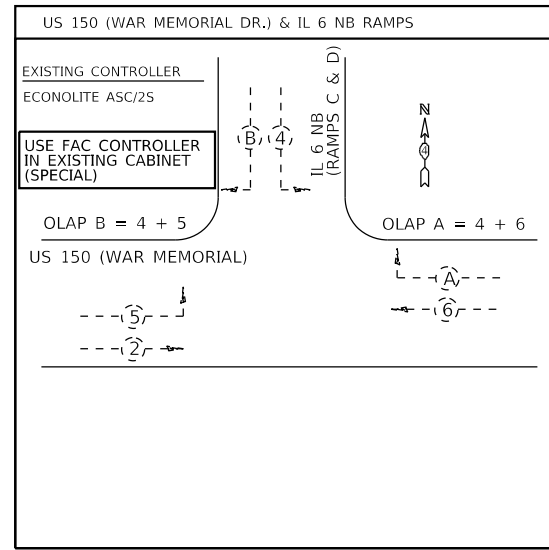 US 150 (WAR MEMORIAL DR.) & IL 6 NB RAMPS
EXISTING CONTROLLER
ECONOLITE ASC/2S
USE FAC CONTROLLER
IN EXISTING CABINET
(SPECIAL)
B
4
IL 6 NB
(RAMPS C & D)
N
4
OLAP B = 4 + 5
OLAP A = 4 + 6
US 150 (WAR MEMORIAL)
A
5
6
2